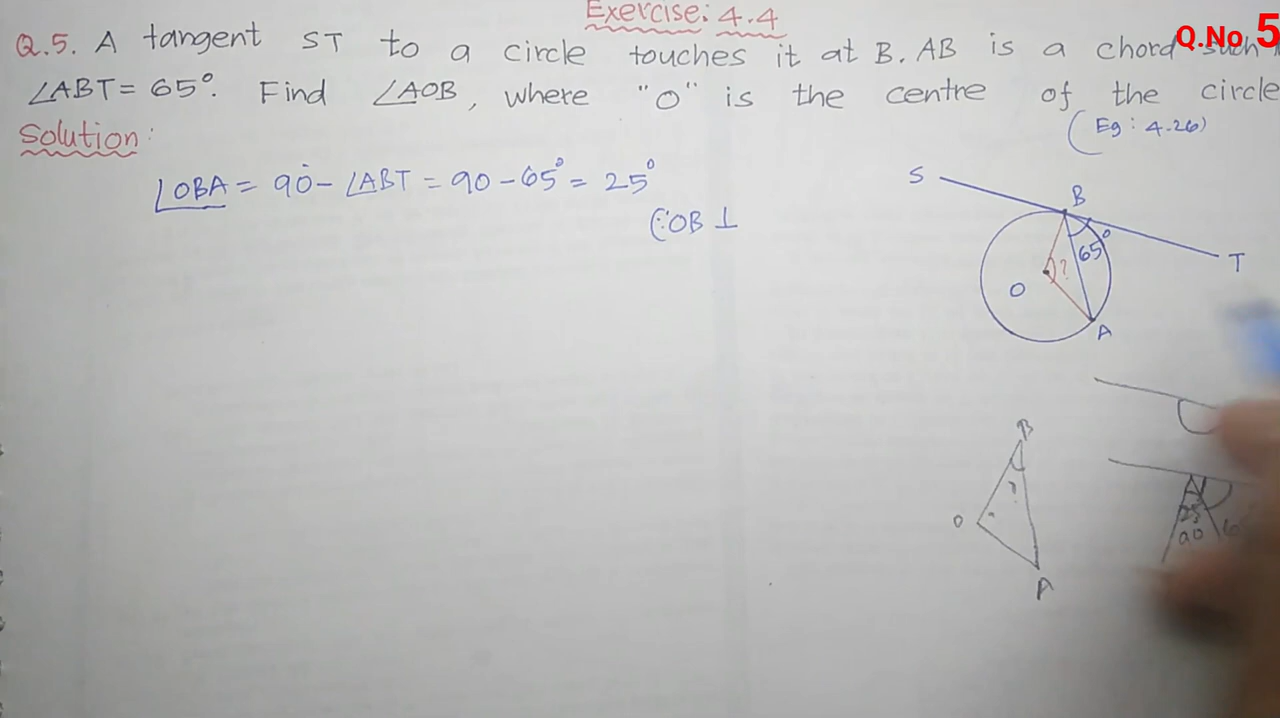 Exercise: 4.4
Q.No 5
Q.5. A tangent ST to a circle touches it at B. AB is a chord such
∠ABT = 65°. Find ∠AOB, where "O" is the centre of the circle
Solution:
(Eg: 4.26)
∠OBA = 90° - ∠ABT = 90 - 65° = 25°
(∵ OB ⊥
S
B
65°
?
T
O
A
B
?
O
A
25
90